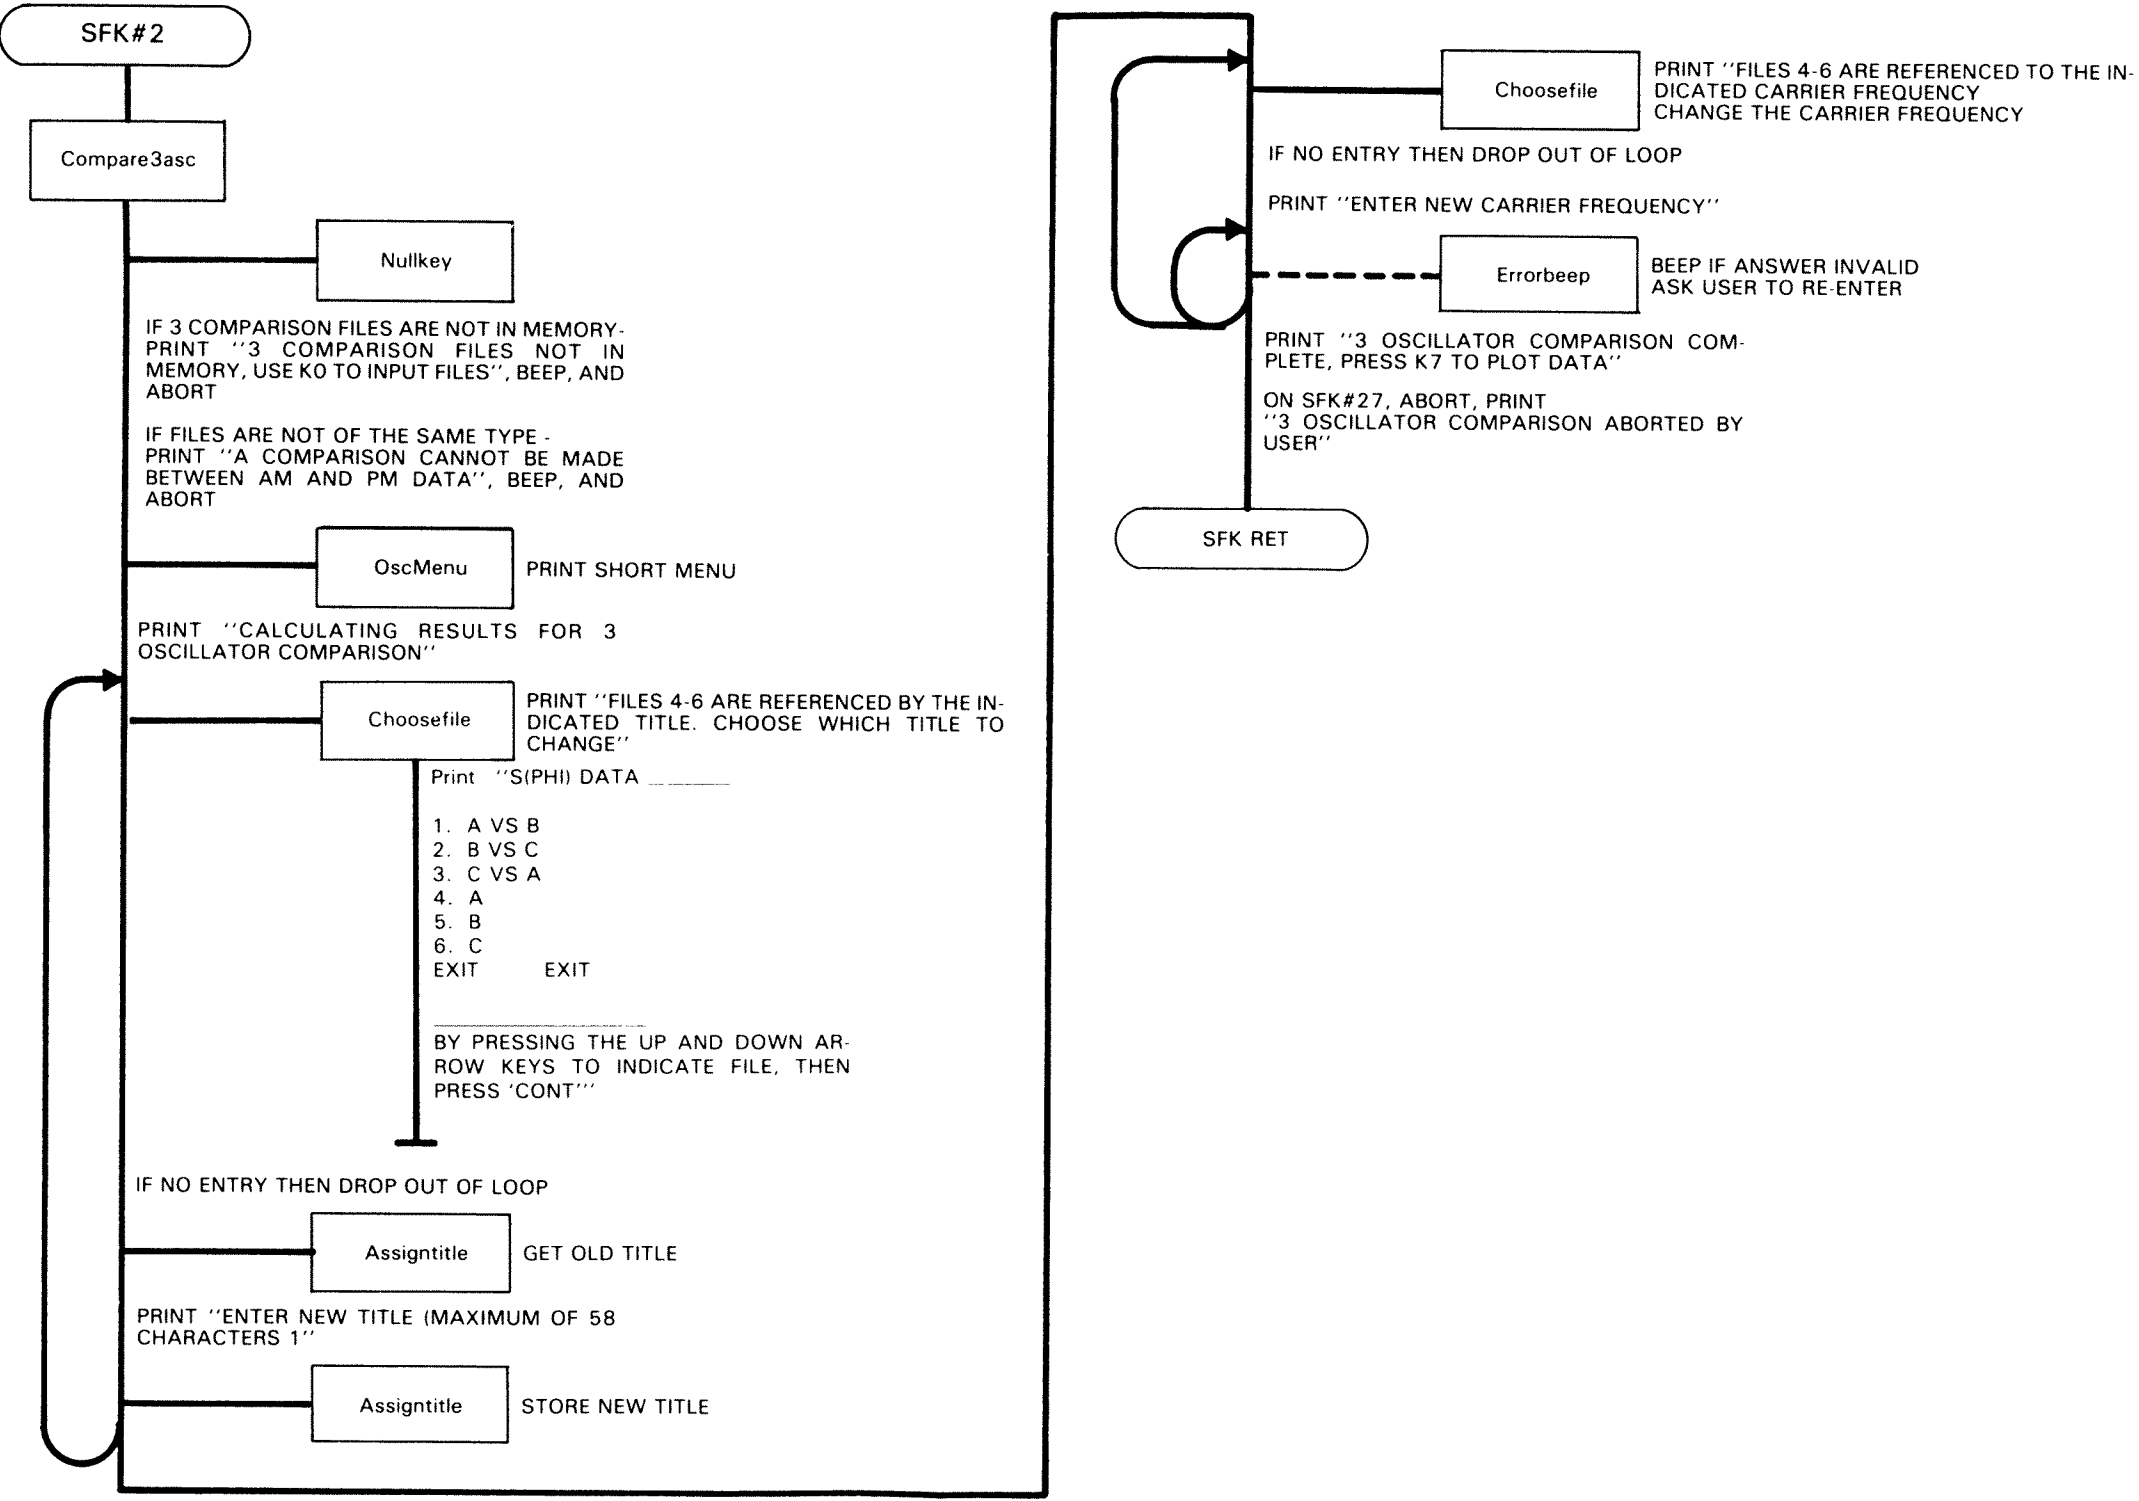 SFK#2
Compare3asc
Nullkey
IF 3 COMPARISON FILES ARE NOT IN MEMORY-
PRINT ''3 COMPARISON FILES NOT IN
MEMORY, USE K0 TO INPUT FILES'', BEEP, AND
ABORT
IF FILES ARE NOT OF THE SAME TYPE -
PRINT ''A COMPARISON CANNOT BE MADE
BETWEEN AM AND PM DATA'', BEEP, AND
ABORT
OscMenu
PRINT SHORT MENU
PRINT ''CALCULATING RESULTS FOR 3
OSCILLATOR COMPARISON''
Choosefile
PRINT ''FILES 4-6 ARE REFERENCED BY THE IN-
DICATED TITLE. CHOOSE WHICH TITLE TO
CHANGE''
Print ''S(PHI) DATA ________
1. A VS B
2. B VS C
3. C VS A
4. A
5. B
6. C
EXIT EXIT
____________________
BY PRESSING THE UP AND DOWN AR-
ROW KEYS TO INDICATE FILE, THEN
PRESS 'CONT'''
IF NO ENTRY THEN DROP OUT OF LOOP
Assigntitle
GET OLD TITLE
PRINT ''ENTER NEW TITLE (MAXIMUM OF 58
CHARACTERS 1''
Assigntitle
STORE NEW TITLE
Choosefile
PRINT ''FILES 4-6 ARE REFERENCED TO THE IN-
DICATED CARRIER FREQUENCY
CHANGE THE CARRIER FREQUENCY
IF NO ENTRY THEN DROP OUT OF LOOP
PRINT ''ENTER NEW CARRIER FREQUENCY''
Errorbeep
BEEP IF ANSWER INVALID
ASK USER TO RE-ENTER
PRINT ''3 OSCILLATOR COMPARISON COM-
PLETE, PRESS K7 TO PLOT DATA''
ON SFK#27, ABORT, PRINT
''3 OSCILLATOR COMPARISON ABORTED BY
USER''
SFK RET